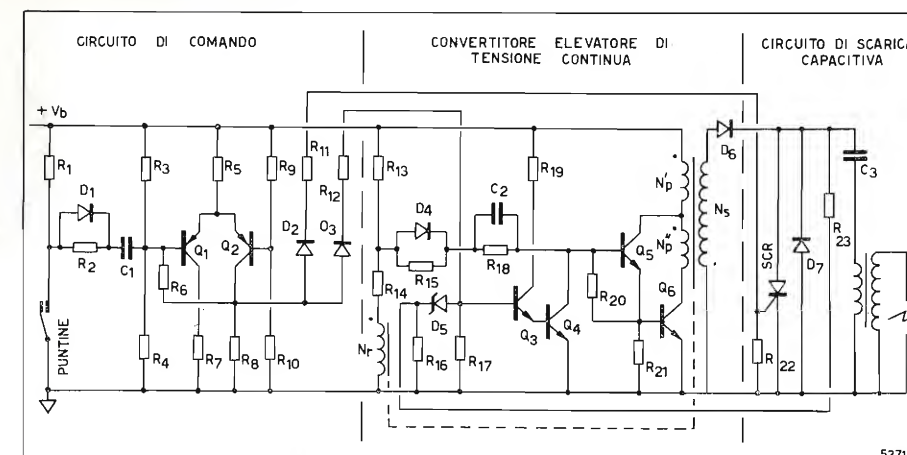 CIRCUITO DI COMANDO
CONVERTITORE ELEVATORE DI
TENSIONE CONTINUA
CIRCUITO DI SCARICA
CAPACITIVA
+ Vb
R1
R3
R5
R9
R11
R12
R13
R19
N'p
D6
C3
D1
C2
D4
Ns
R2
C1
Q1
Q2
D2
D3
R18
Q5
N"p
R23
R6
R15
SCR
D7
R14
R20
Q6
D5
PUNTINE
Q3
Q4
R4
R7
R8
R10
Nr
R16
R17
R21
R22